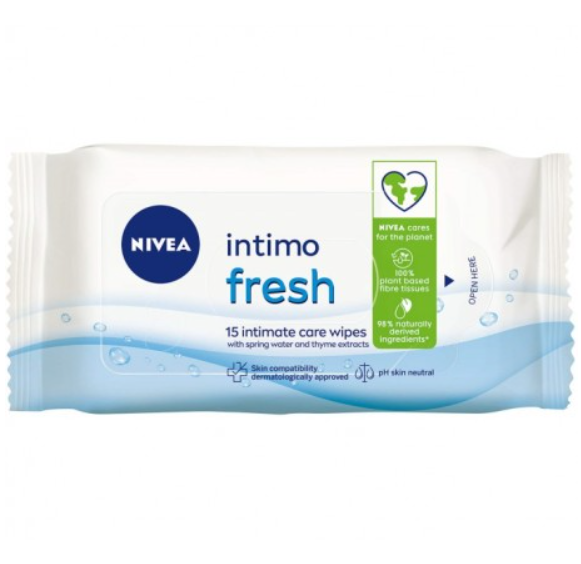 NIVEA
intimo
fresh
15 intimate care wipes
with spring water and thyme extracts
Skin compatibility
dermatologically approved
pH skin neutral
NIVEA cares
for the planet
100%
plant based
fibre tissues
98% naturally
derived
ingredients*
OPEN HERE